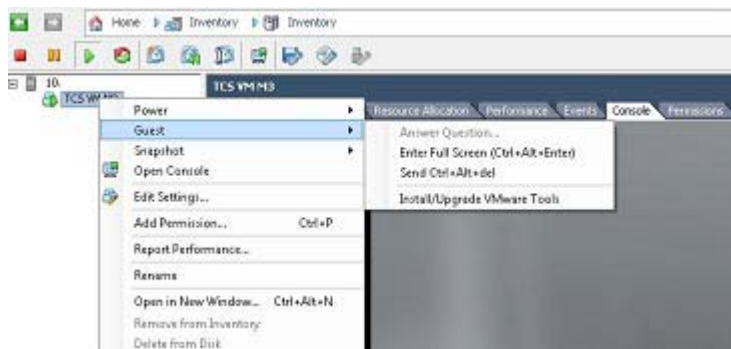 Home Inventory Inventory
10.
TCS VM M3
TCS VM M3
Resource Allocation Performance Events Console Permissions
Power
Guest
Snapshot
Open Console
Edit Settings...
Add Permission... Ctrl+P
Report Performance...
Rename
Open in New Window... Ctrl+Alt+N
Remove from Inventory
Delete from Disk
Answer Question...
Enter Full Screen (Ctrl+Alt+Enter)
Send Ctrl+Alt+del
Install/Upgrade VMware Tools